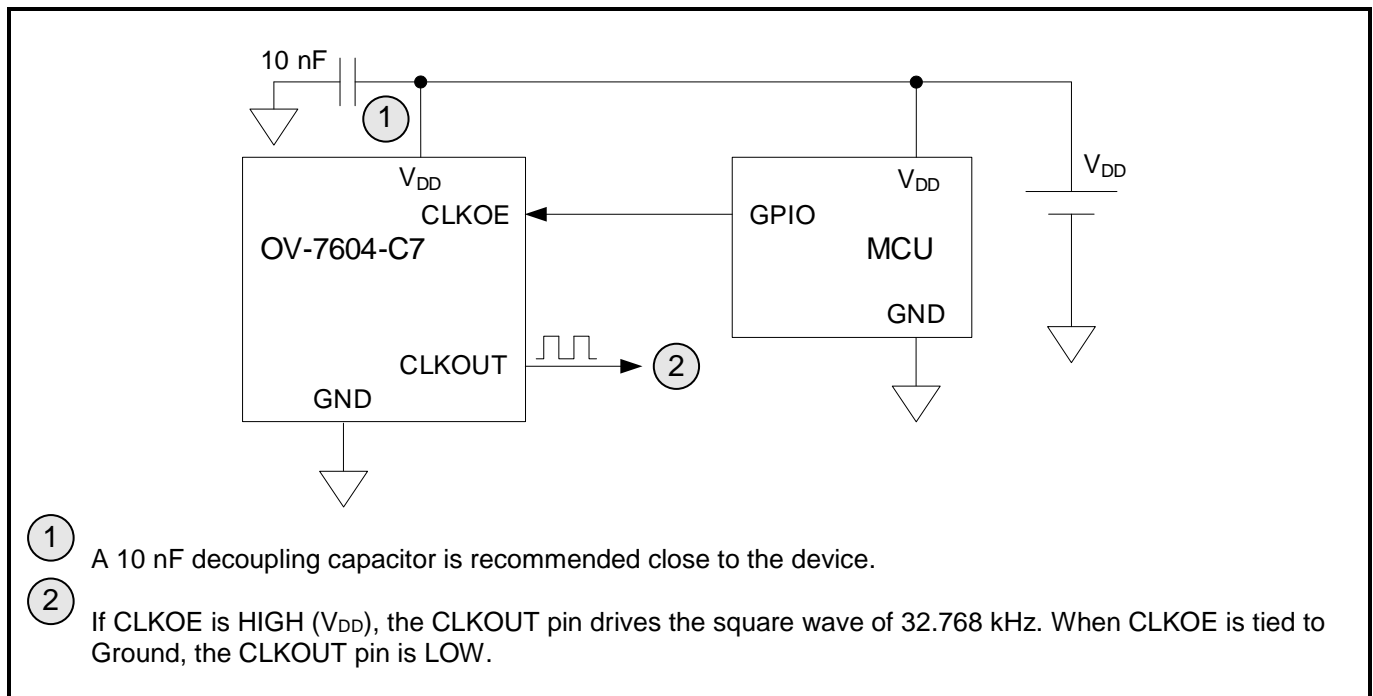 10 nF
1
VDD
VDD
VDD
CLKOE
GPIO
OV-7604-C7
MCU
GND
CLKOUT
2
GND
1
A 10 nF decoupling capacitor is recommended close to the device.
2
If CLKOE is HIGH (VDD), the CLKOUT pin drives the square wave of 32.768 kHz. When CLKOE is tied to
Ground, the CLKOUT pin is LOW.